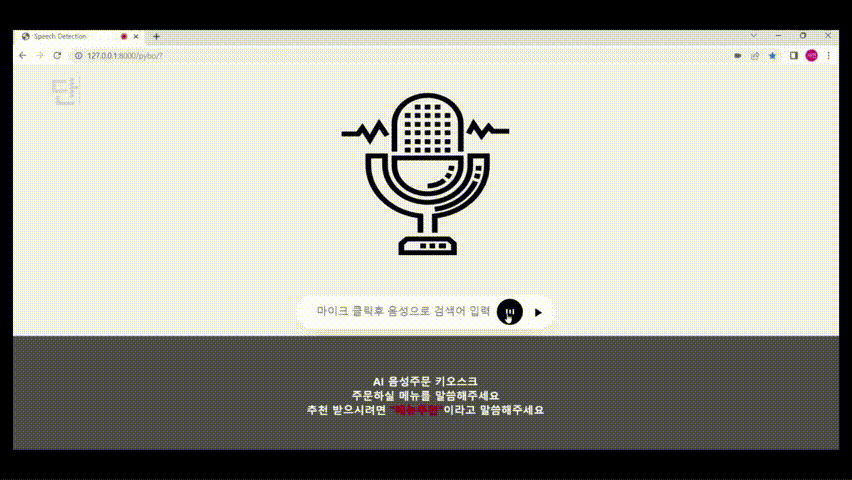 Speech Detection
127.0.0.1:8000/pybo/?
탄
마이크 클릭후 음성으로 검색어 입력
AI 음성주문 키오스크
주문하실 메뉴를 말씀해주세요
추천 받으시려면 "메뉴추천"이라고 말씀해주세요